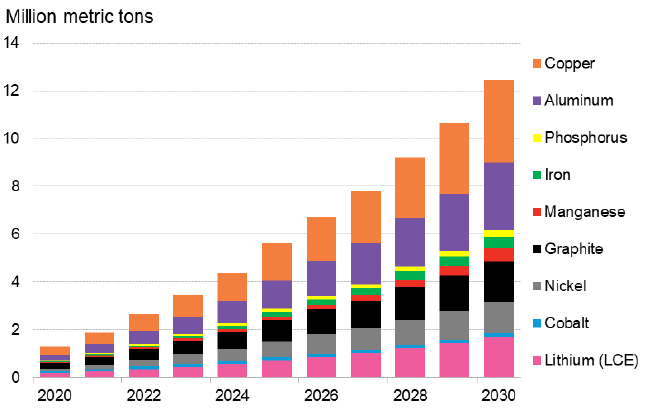 Million metric tons
14
12
10
8
6
4
2
0
2020 2022 2024 2026 2028 2030
Copper
Aluminum
Phosphorus
Iron
Manganese
Graphite
Nickel
Cobalt
Lithium (LCE)